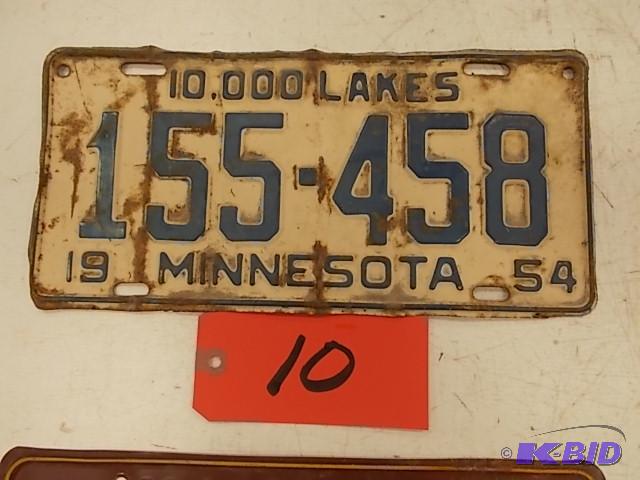 10,000 LAKES
155-458
19 MINNESOTA 54
10
© K-BID